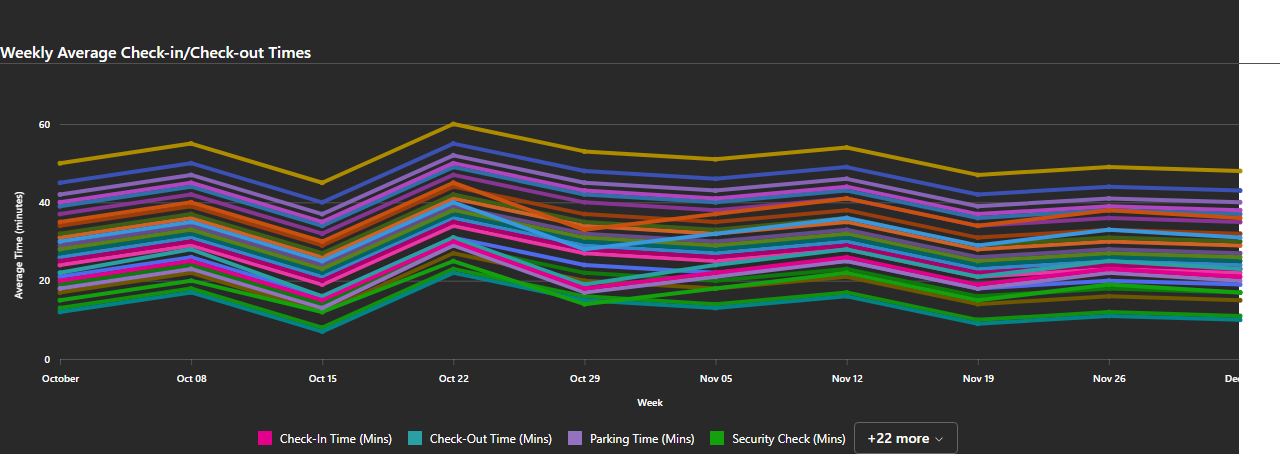 Weekly Average Check-in/Check-out Times
Average Time (minutes)
60
40
20
0
October Oct 08 Oct 15 Oct 22 Oct 29 Nov 05 Nov 12 Nov 19 Nov 26 Dec
Week
Check-In Time (Mins) Check-Out Time (Mins) Parking Time (Mins) Security Check (Mins) +22 more